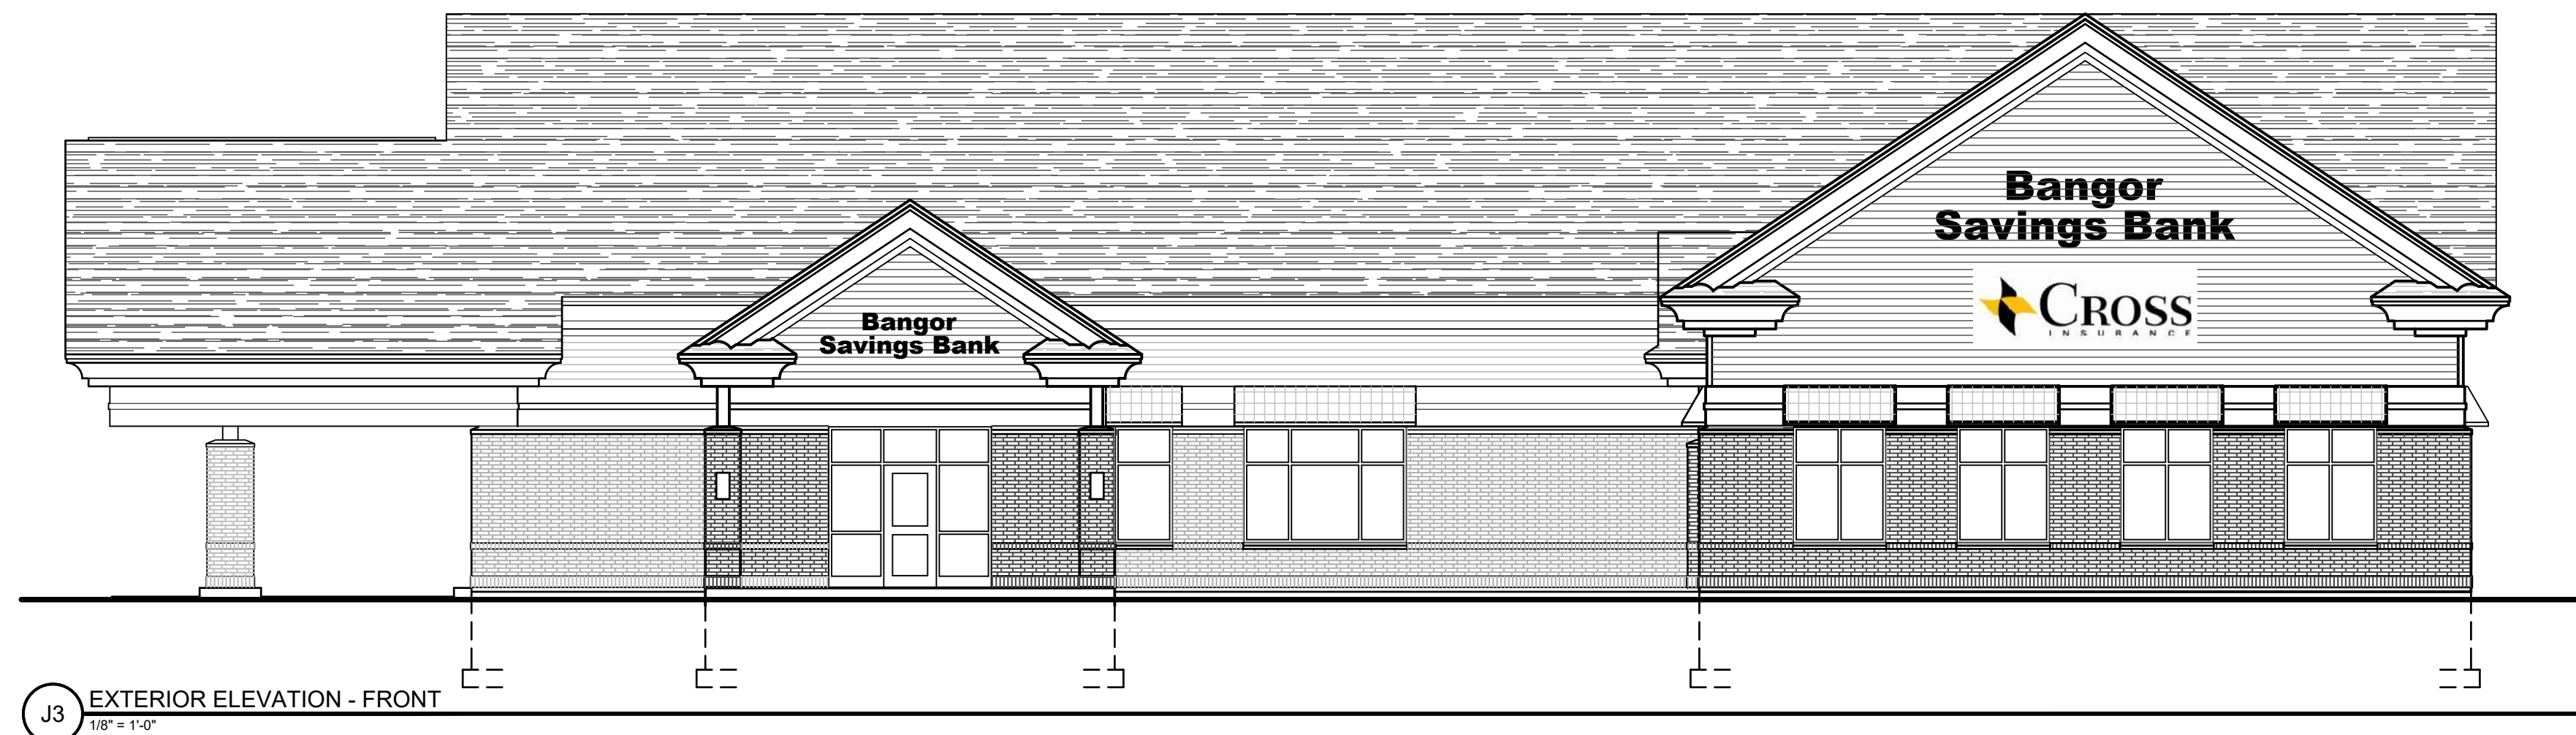 Bangor
Savings Bank
CROSS
INSURANCE
Bangor
Savings Bank
J3
EXTERIOR ELEVATION - FRONT
1/8" = 1'-0"